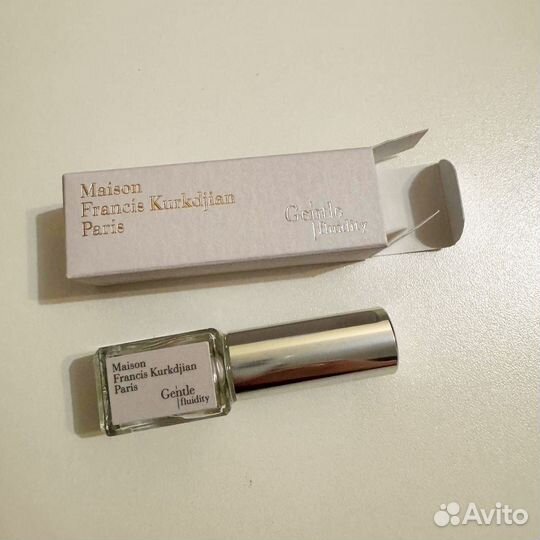 Maison
Francis Kurkdjian
Paris
Gentle
fluidity
Maison
Francis Kurkdjian
Paris
Gentle
fluidity
Avito